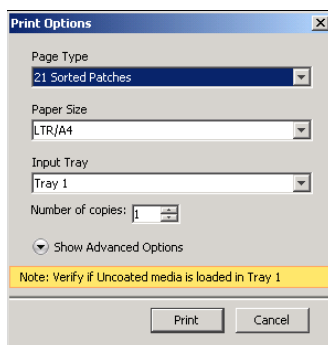 Print Options
Page Type
21 Sorted Patches
Paper Size
LTR/A4
Input Tray
Tray 1
Number of copies: 1
Show Advanced Options
Note: Verify if Uncoated media is loaded in Tray 1
Print Cancel